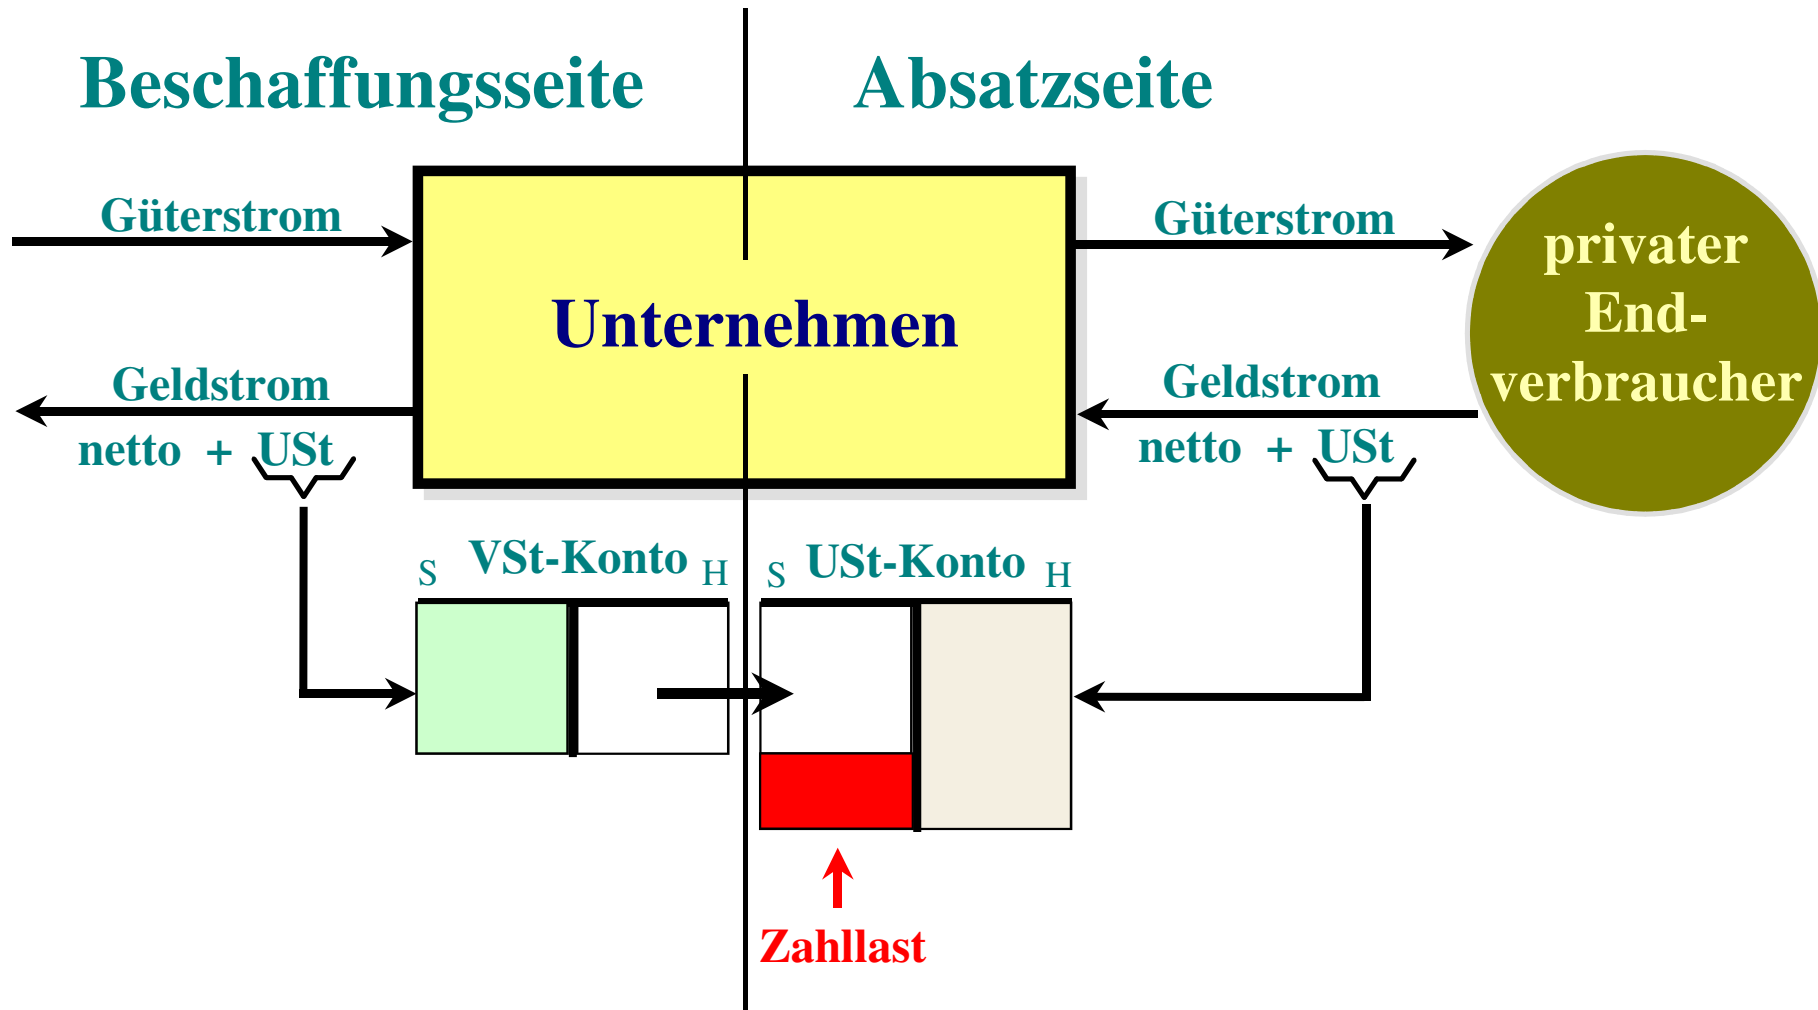 Beschaffungsseite
Absatzseite
Güterstrom
Güterstrom
privater
End-
verbraucher
Unternehmen
Geldstrom
netto + USt
Geldstrom
netto + USt
S VSt-Konto H
S USt-Konto H
Zahllast